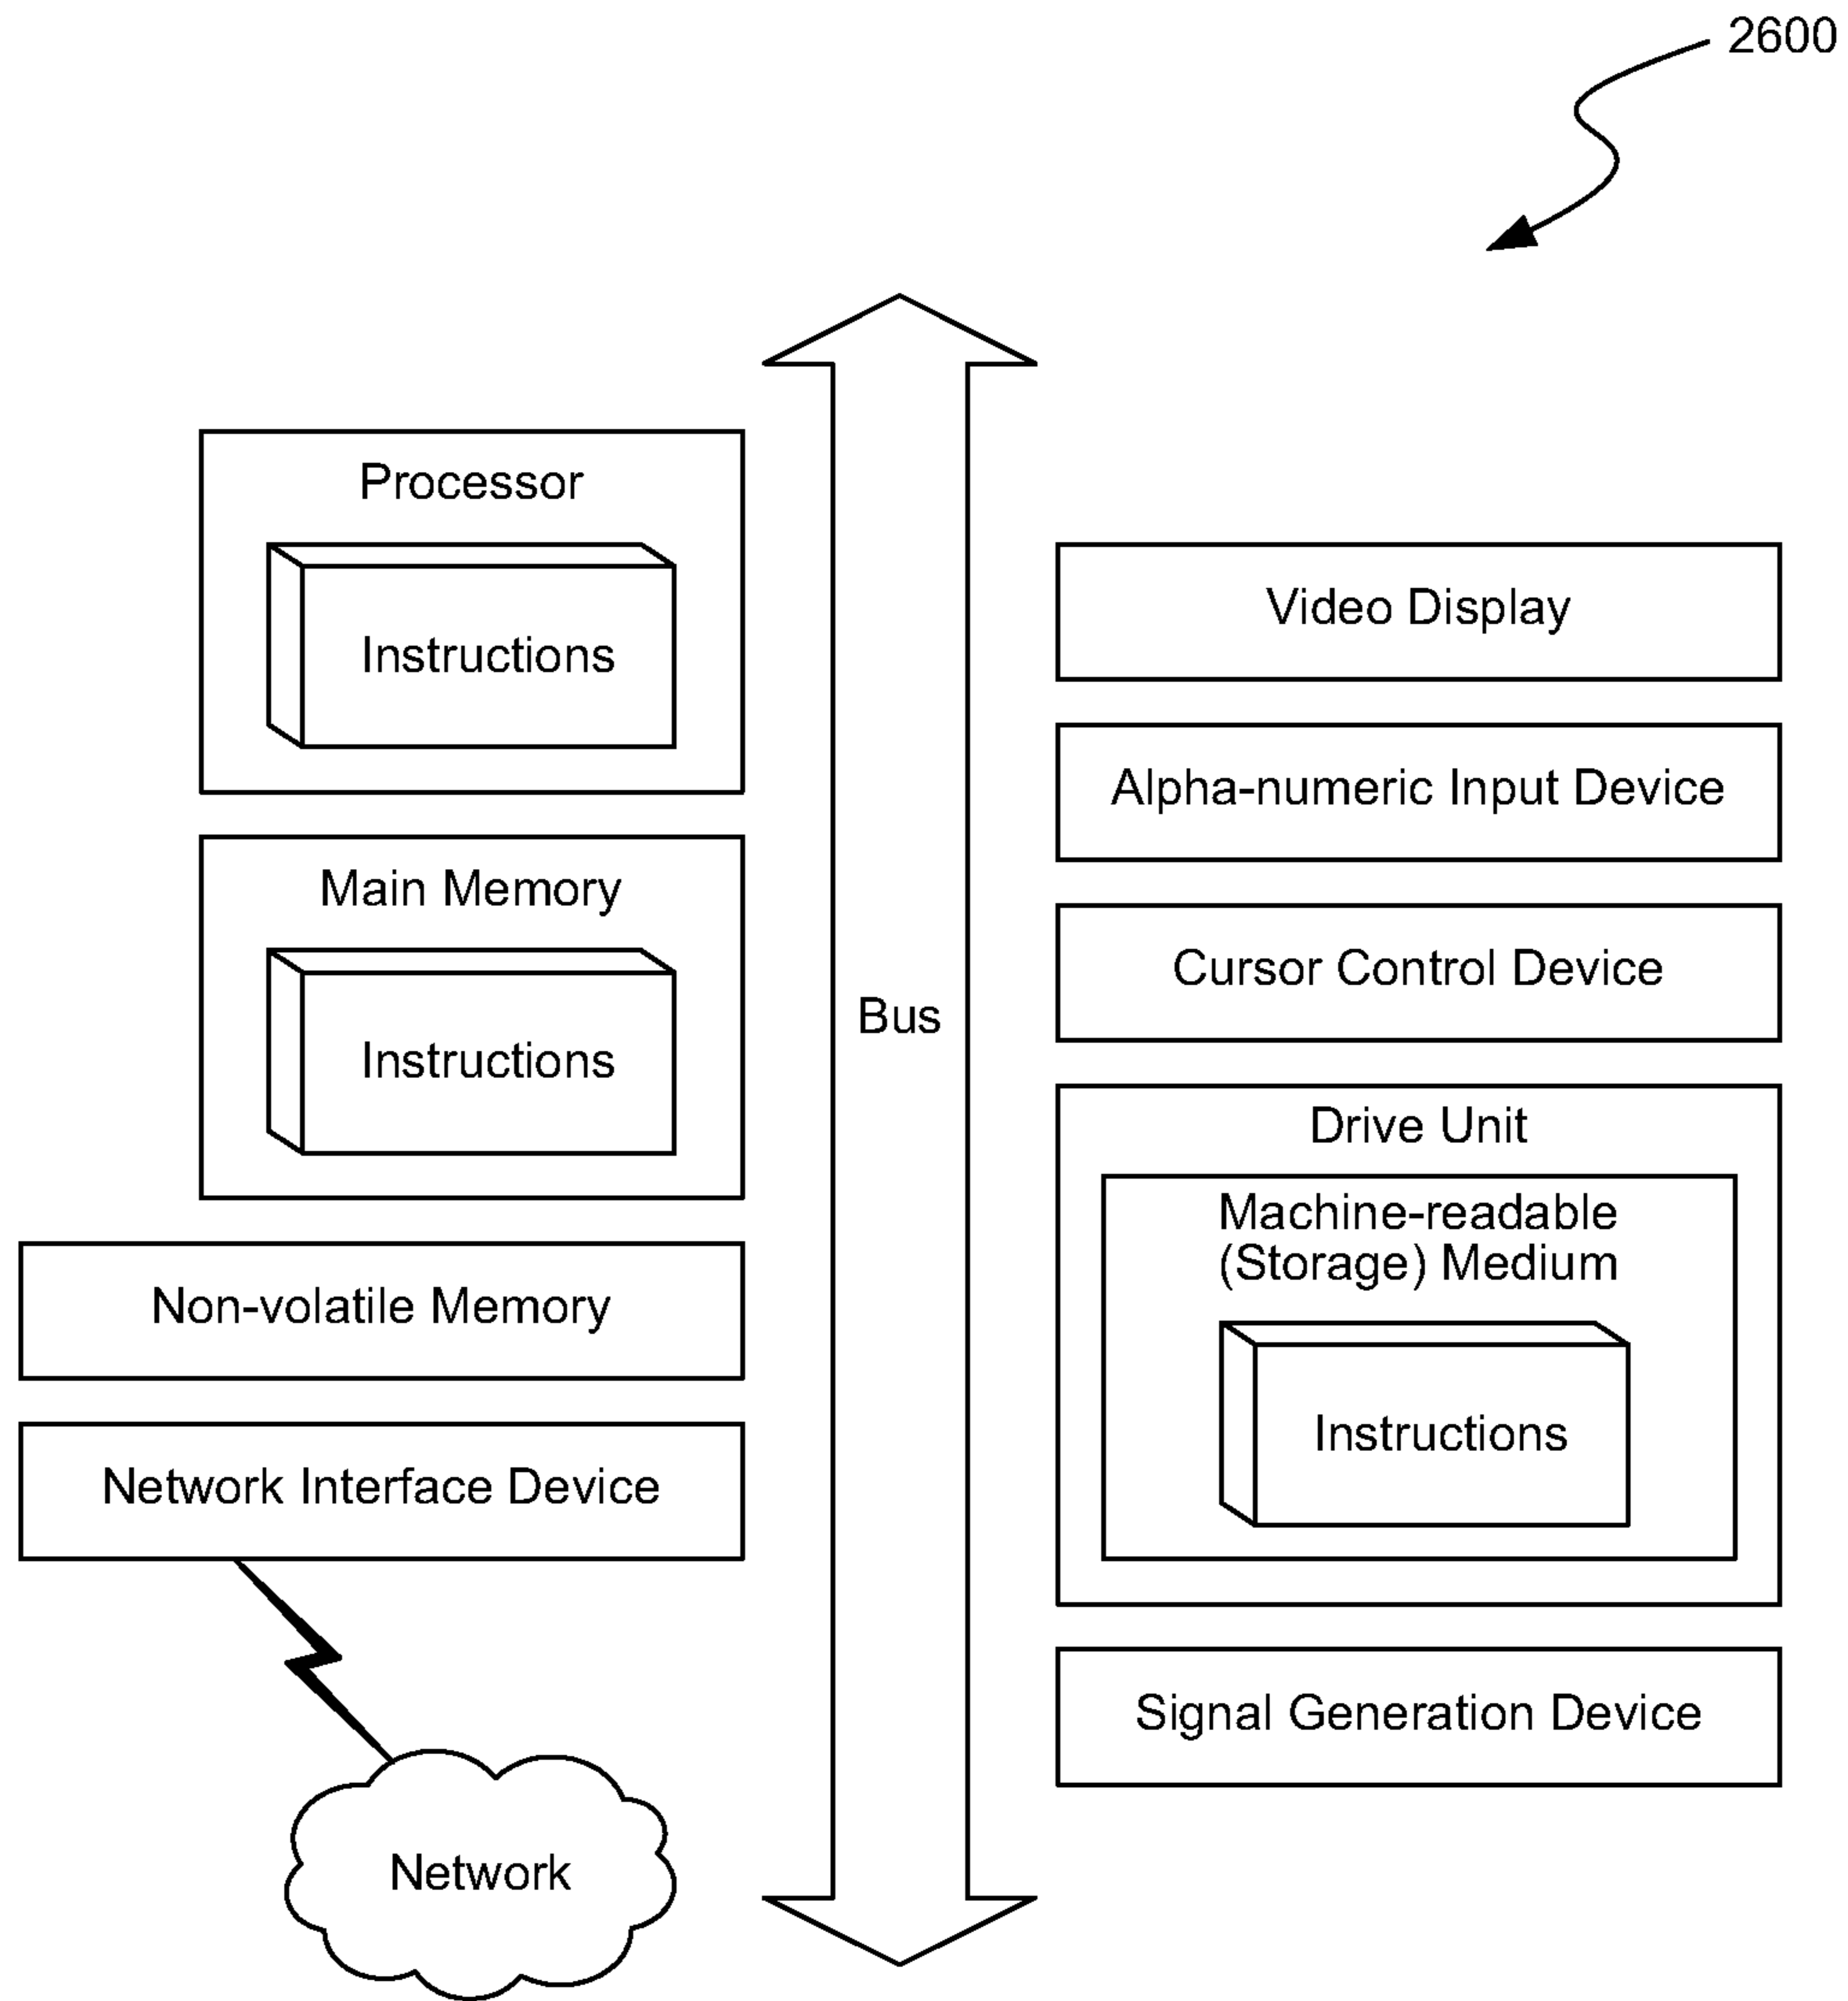 2600
Processor
Instructions
Main Memory
Instructions
Non-volatile Memory
Network Interface Device
Network
Bus
Video Display
Alpha-numeric Input Device
Cursor Control Device
Drive Unit
Machine-readable
(Storage) Medium
Instructions
Signal Generation Device